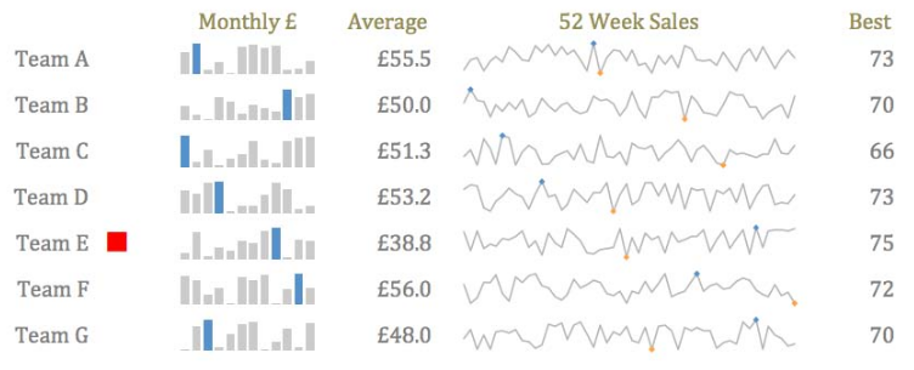 Monthly £ Average 52 Week Sales Best
Team A £55.5 73
Team B £50.0 70
Team C £51.3 66
Team D £53.2 73
Team E £38.8 75
Team F £56.0 72
Team G £48.0 70